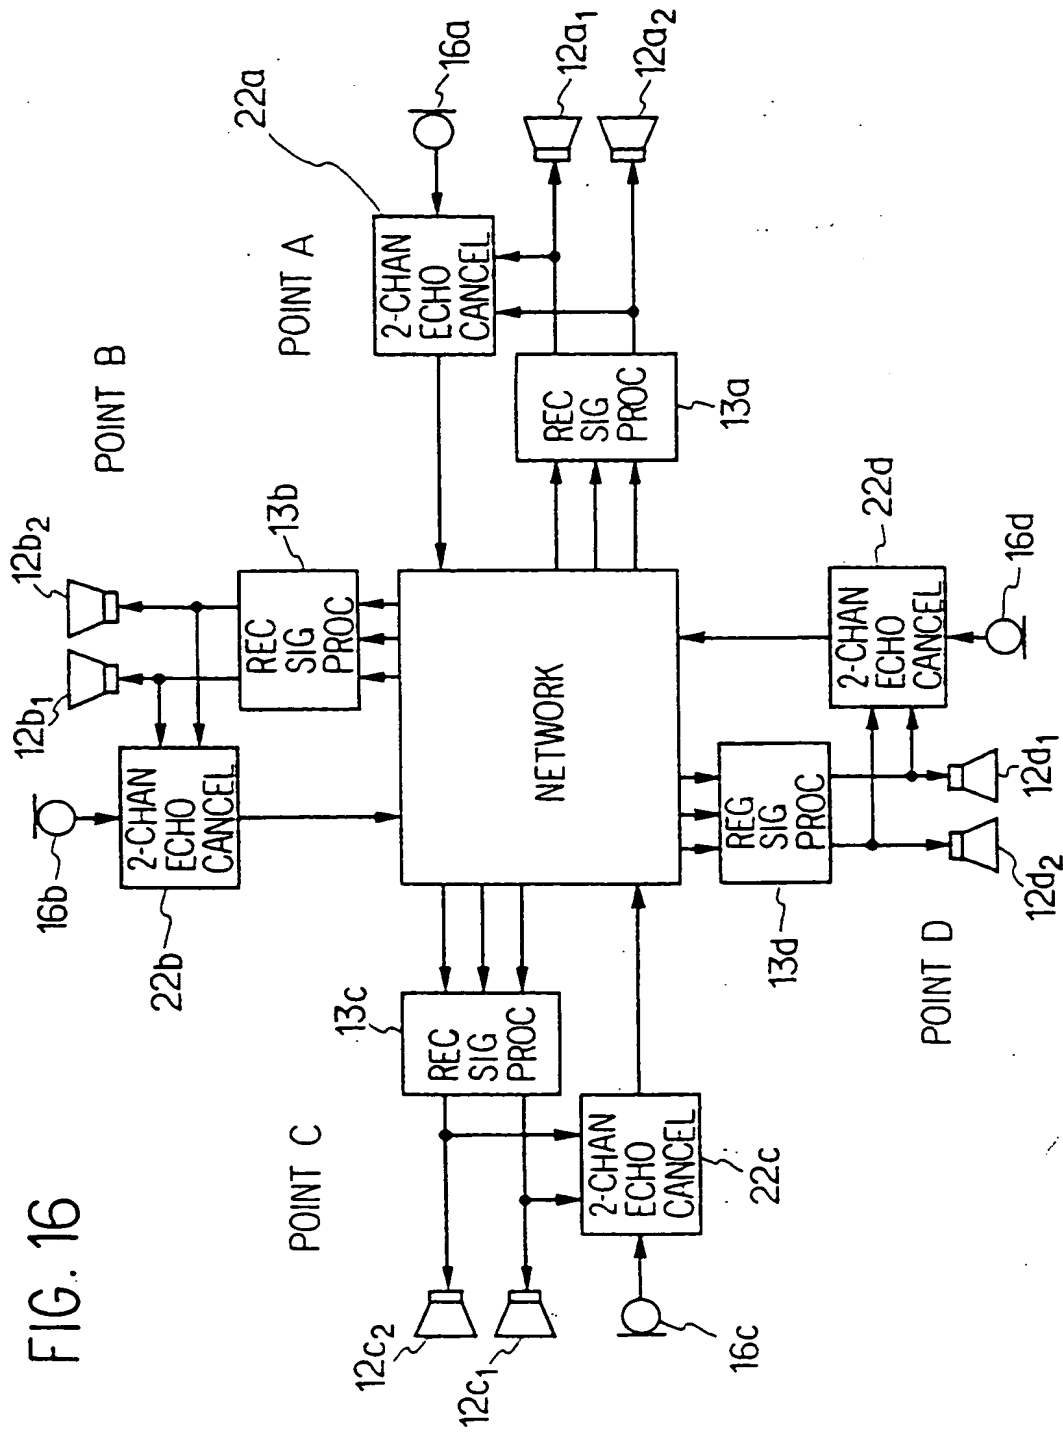 FIG. 16
POINT B
POINT A
POINT C
POINT D
NETWORK
16b
22b
2-CHAN
ECHO
CANCEL
12b1
12b2
13b
REC
SIG
PROC
22a
2-CHAN
ECHO
CANCEL
16a
12a1
12a2
REC
SIG
PROC
13a
13c
REC
SIG
PROC
12c2
12c1
2-CHAN
ECHO
CANCEL
22c
16c
REG
SIG
PROC
13d
12d2
12d1
2-CHAN
ECHO
CANCEL
22d
16d